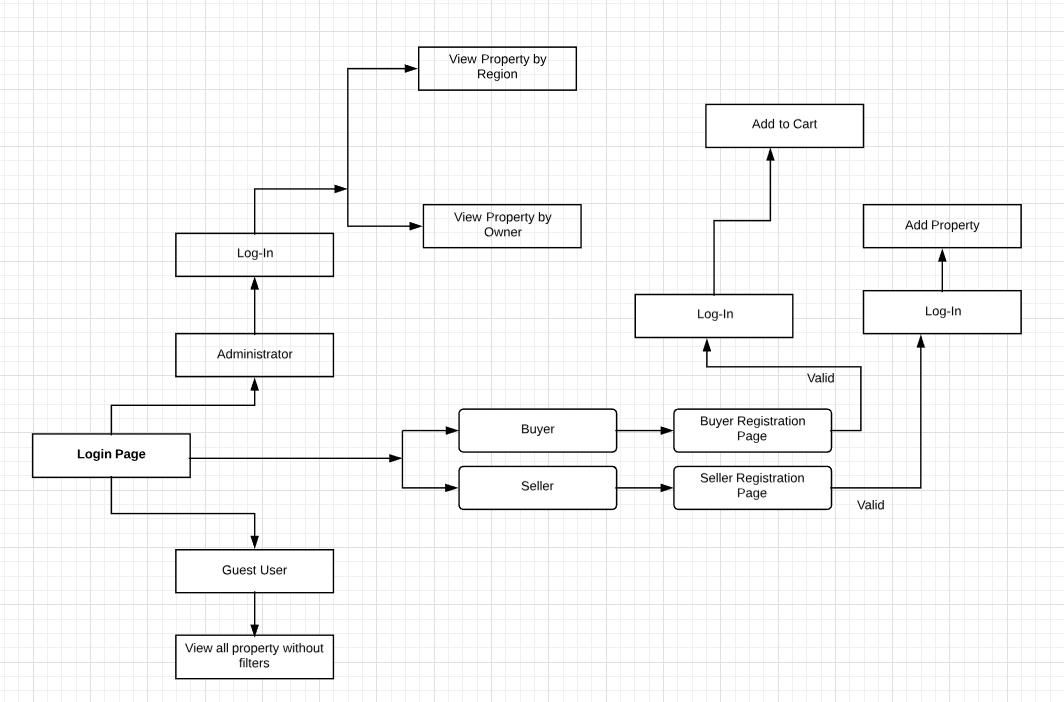 View Property by
Region
Add to Cart
View Property by
Owner
Add Property
Log-In
Log-In
Log-In
Administrator
Valid
Buyer
Buyer Registration
Page
Login Page
Seller
Seller Registration
Page
Valid
Guest User
View all property without
filters